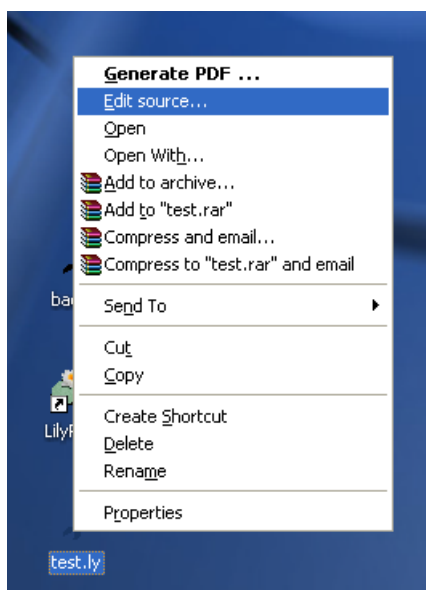 Generate PDF ...
Edit source...
Open
Open With...
Add to archive...
Add to "test.rar"
Compress and email...
Compress to "test.rar" and email
Send To
Cut
Copy
Create Shortcut
Delete
Rename
Properties
test.ly